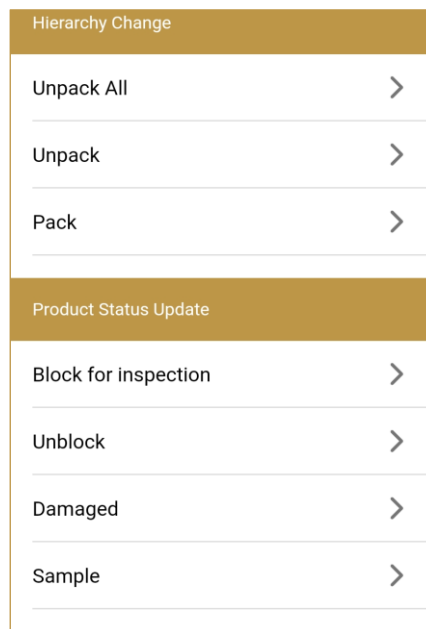 Hierarchy Change
Unpack All
Unpack
Pack
Product Status Update
Block for inspection
Unblock
Damaged
Sample